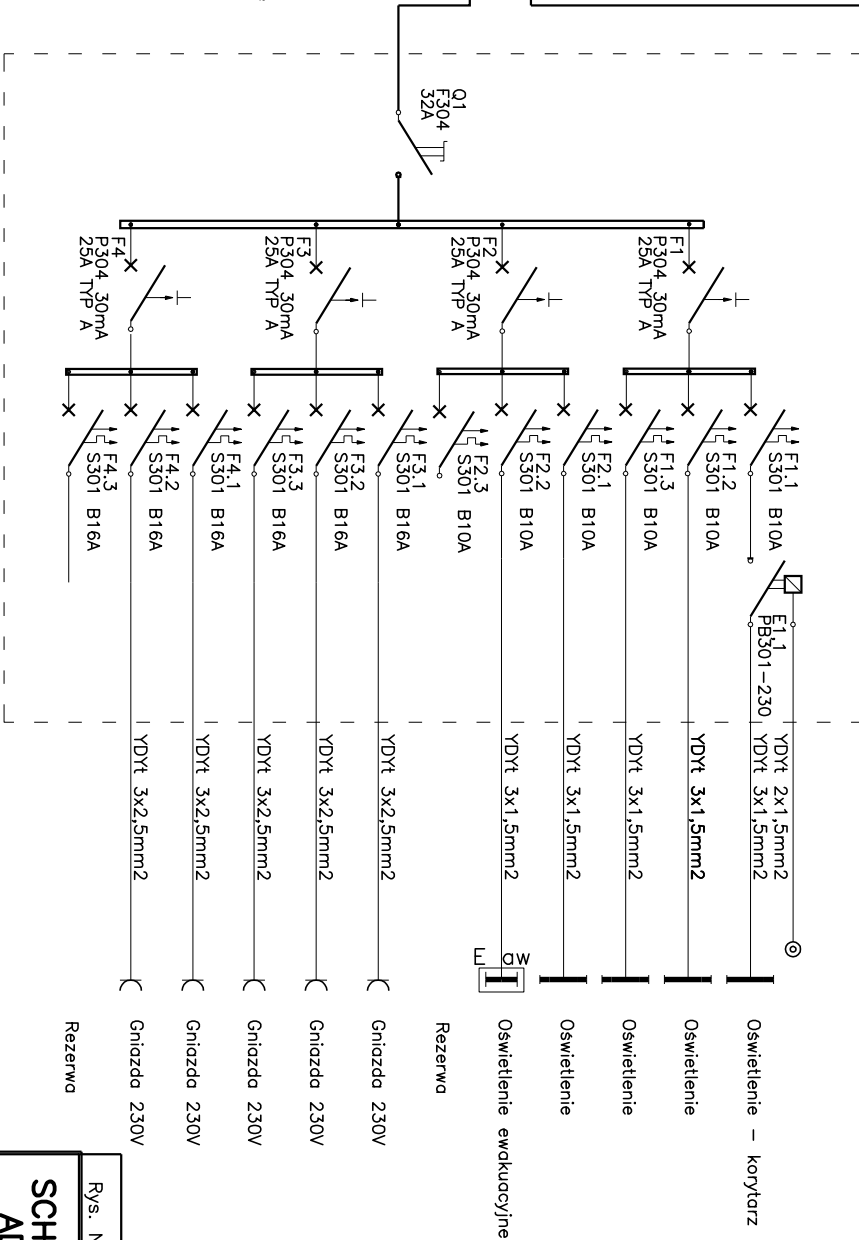 Q1
F304
32A
F1
P304 30mA
25A TYP A
F2
P304 30mA
25A TYP A
F3
P304 30mA
25A TYP A
F4
P304 30mA
25A TYP A
F1.1
S301 B10A
F1.2
S301 B10A
F1.3
S301 B10A
F2.1
S301 B10A
F2.2
S301 B10A
F2.3
S301 B10A
F3.1
S301 B16A
F3.2
S301 B16A
F3.3
S301 B16A
F4.1
S301 B16A
F4.2
S301 B16A
F4.3
S301 B16A
E1.1
PB301-230
YDYt 2x1,5mm2
YDYt 3x1,5mm2
YDYt 3x1,5mm2
YDYt 3x1,5mm2
YDYt 3x1,5mm2
YDYt 3x1,5mm2
YDYt 3x2,5mm2
YDYt 3x2,5mm2
YDYt 3x2,5mm2
YDYt 3x2,5mm2
YDYt 3x2,5mm2
E aw
Oświetlenie - korytarz
Oświetlenie
Oświetlenie
Oświetlenie
Oświetlenie ewakuacyjne
Rezerwa
Gniazda 230V
Gniazda 230V
Gniazda 230V
Gniazda 230V
Gniazda 230V
Rezerwa
Rys.
SCH